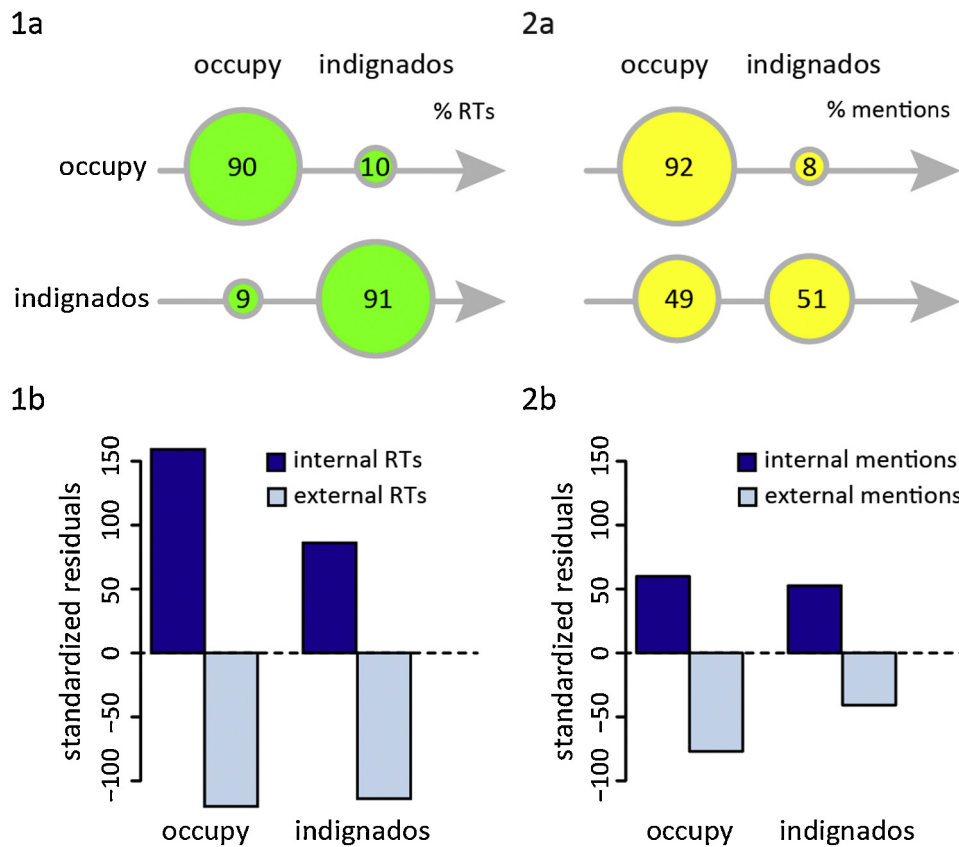 1a
occupy indignados
% RTs
occupy 90 10
indignados 9 91
2a
occupy indignados
% mentions
92 8
49 51
1b
standardized residuals
150
100
50
0
−50
−100
internal RTs
external RTs
occupy indignados
2b
standardized residuals
150
100
50
0
−50
−100
internal mentions
external mentions
occupy indignados